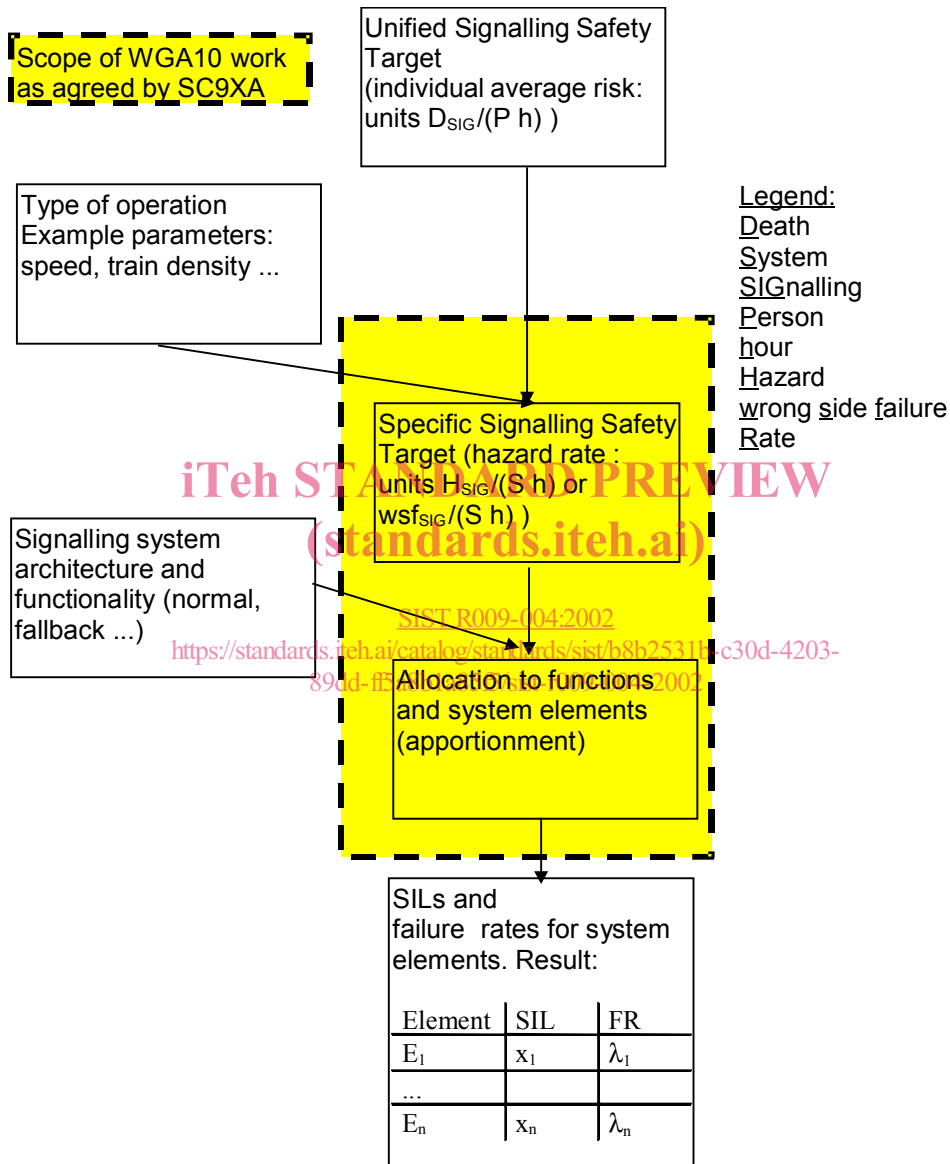 Scope of WGA10 work
as agreed by SC9XA
Unified Signalling Safety
Target
(individual average risk:
units D_SIG/(P h) )
Type of operation
Example parameters:
speed, train density ...
Legend:
Death
System
SIGnalling
Person
hour
Hazard
wrong side failure
Rate
Specific Signalling Safety
Target (hazard rate :
units H_SIG/(S h) or
wsf_SIG/(S h) )
iTeh STANDARD PREVIEW
(standards.iteh.ai)
Signalling system
architecture and
functionality (normal,
fallback ...)
SIST R009-004:2002
https://standards.iteh.ai/catalog/standards/sist/b8b2531b-c30d-4203-
Allocation to functions
and system elements
(apportionment)
SILs and
failure rates for system
elements. Result:
Element SIL FR
E₁ x₁ λ₁
...
Eₙ xₙ λₙ